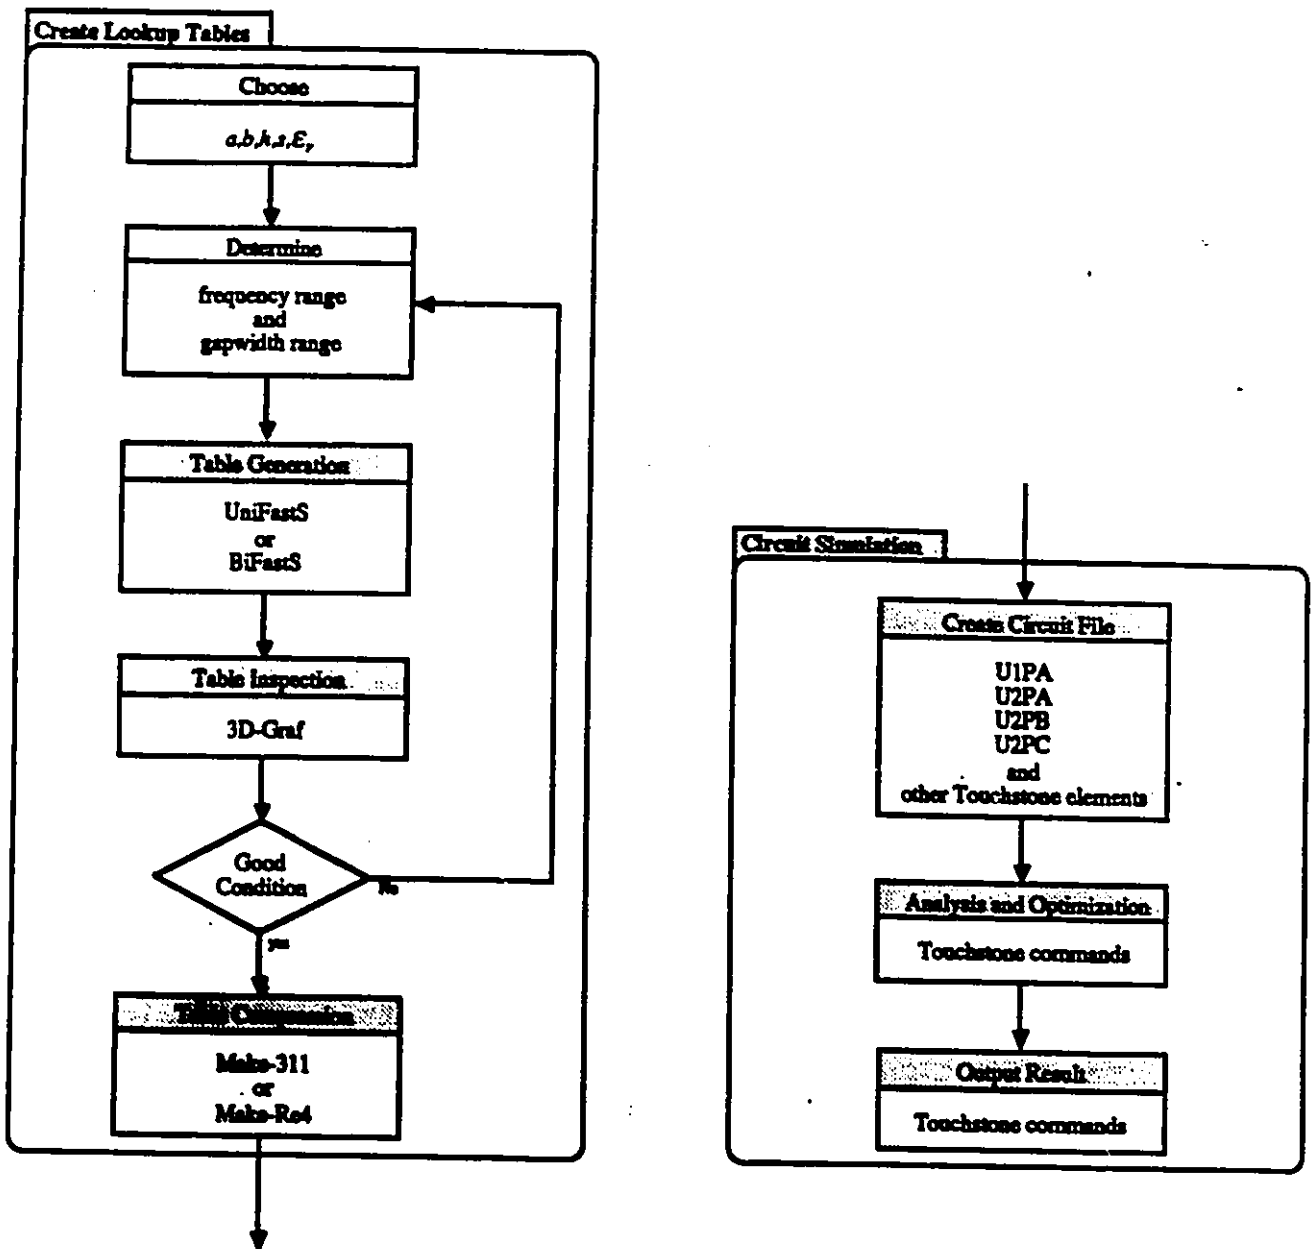 Create Lookup Tables
Choose
a,b,h,s,Ɛr
Determine
frequency range
and
gapwidth range
Table Generation
UniFastS
or
BiFastS
Table Inspection
3D-Graf
Good
Condition
No
yes
Table
Make-311
or
Make-Re4
Circuit Simulation
Create Circuit File
U1PA
U2PA
U2PB
U2PC
and
other Touchstone elements
Analysis and Optimization
Touchstone commands
Output Result
Touchstone commands